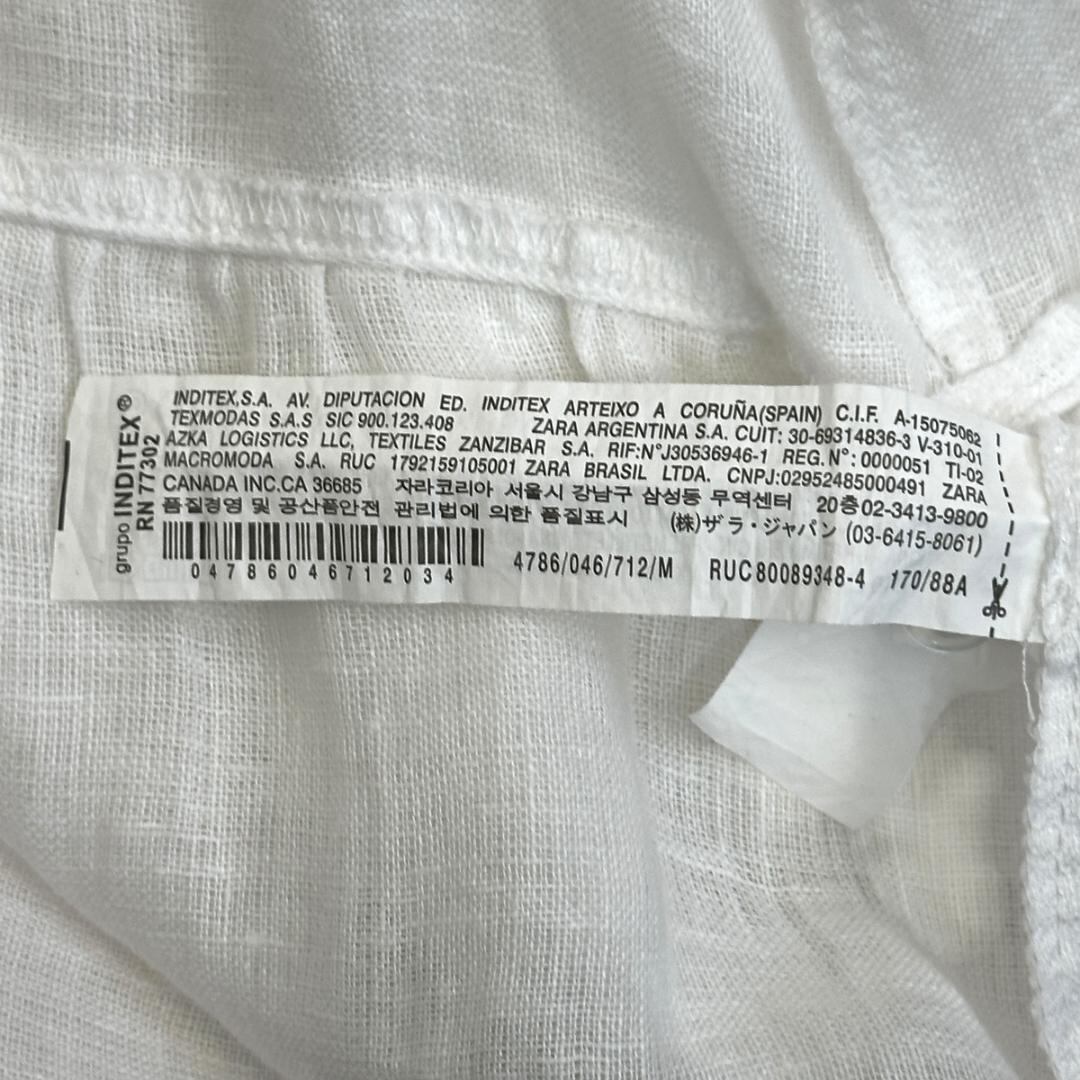 grupo INDITEX®
RN 77302
INDITEX,S.A. AV. DIPUTACION ED. INDITEX ARTEIXO A CORUÑA(SPAIN) C.I.F. A-15075062
TEXMODAS S.A.S SIC 900.123.408 ZARA ARGENTINA S.A. CUIT: 30-69314836-3 V-310-01
AZKA LOGISTICS LLC, TEXTILES ZANZIBAR S.A. RIF:N°J30536946-1 REG.N°: 0000051 TI-02
MACROMODA S.A. RUC 1792159105001 ZARA BRASIL LTDA. CNPJ:02952485000491 ZARA
CANADA INC.CA 36685 자라코리아 서울시 강남구 삼성동 무역센터 20층 02-3413-9800
품질경영 및 공산품안전 관리법에 의한 품질표시 (株)ザラ・ジャパン (03-6415-8061)
04786046712034 4786/046/712/M RUC80089348-4 170/88A